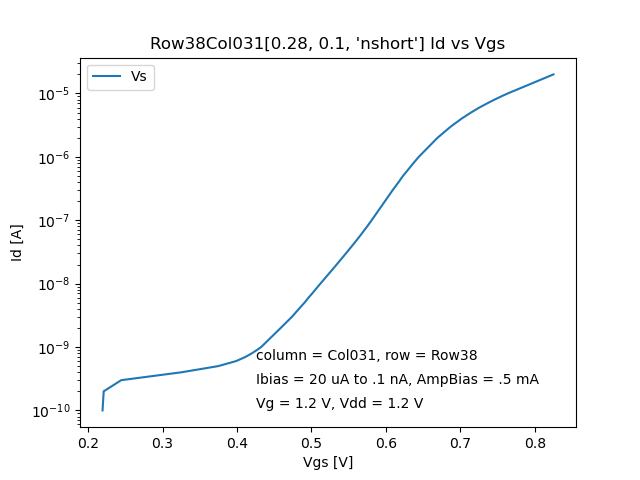 Row38Col031[0.28, 0.1, 'nshort'] Id vs Vgs
Vs
10⁻⁵
10⁻⁶
10⁻⁷
10⁻⁸
10⁻⁹
10⁻¹⁰
Id [A]
column = Col031, row = Row38
Ibias = 20 uA to .1 nA, AmpBias = .5 mA
Vg = 1.2 V, Vdd = 1.2 V
0.2 0.3 0.4 0.5 0.6 0.7 0.8
Vgs [V]